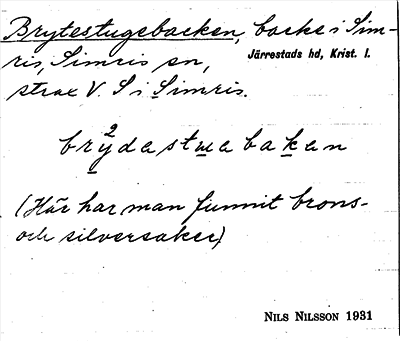 Brytestugebacken, backe i Sim-
ris, Simris sn,
Järrestads hd, Krist. l.
strax V. S i Simris.
br2ydastuabakan
(Här har man funnit brons-
och silversaker)
NILS NILSSON 1931